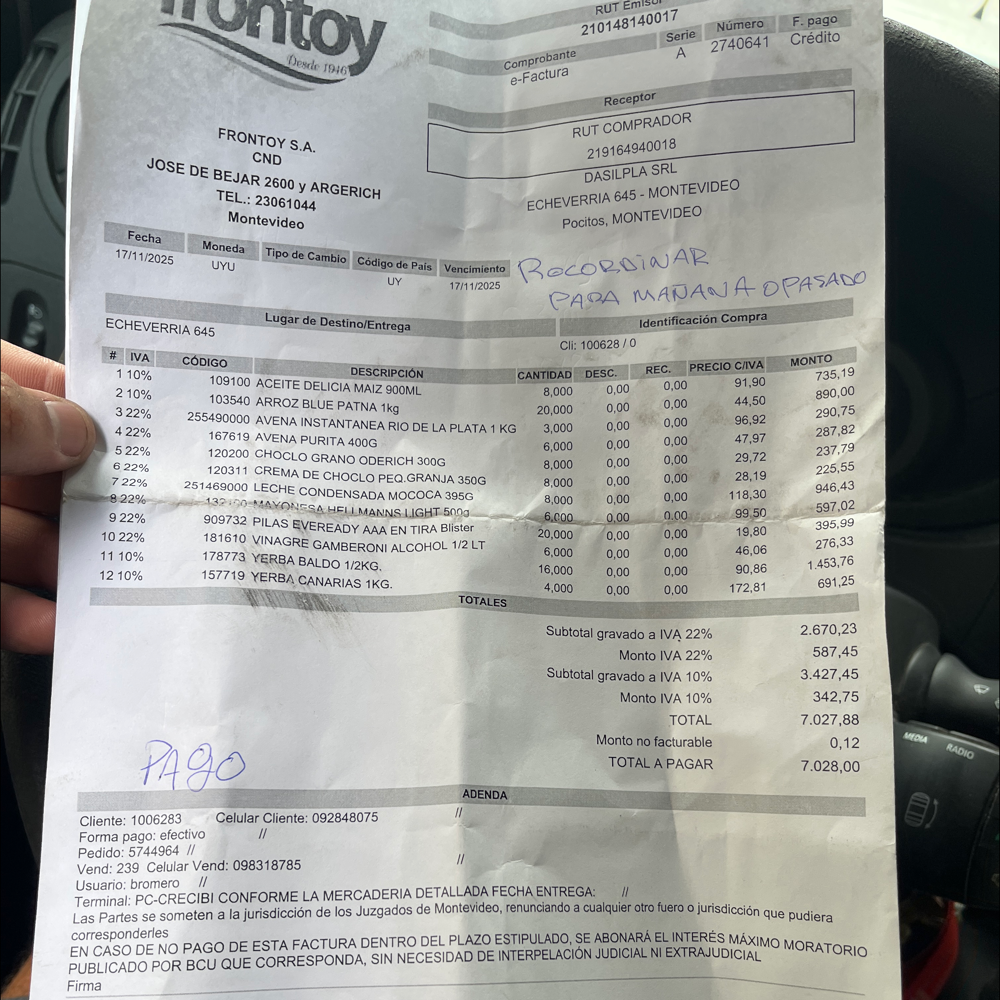 frontoy
Desde 1946
RUT Emisor
210148140017
Comprobante Serie Número F. pago
e-Factura A 2740641 Crédito
Receptor
RUT COMPRADOR
219164940018
DASILPLA SRL
ECHEVERRIA 645 - MONTEVIDEO
Pocitos, MONTEVIDEO
FRONTOY S.A.
CND
JOSE DE BEJAR 2600 y ARGERICH
TEL.: 23061044
Montevideo
Fecha Moneda Tipo de Cambio Código de País Vencimiento
17/11/2025 UYU UY 17/11/2025
ROCORDINAR
PARA MAÑANA O PASADO
Lugar de Destino/Entrega Identificación Compra
ECHEVERRIA 645 Cli: 100628 / 0
# IVA CÓDIGO DESCRIPCIÓN CANTIDAD DESC. REC. PRECIO C/IVA MONTO
1 10% 109100 ACEITE DELICIA MAIZ 900ML 8,000 0,00 0,00 91,90 735,19
2 10% 103540 ARROZ BLUE PATNA 1kg 20,000 0,00 0,00 44,50 890,00
3 22% 255490000 AVENA INSTANTANEA RIO DE LA PLATA 1 KG 3,000 0,00 0,00 96,92 290,75
4 22% 167619 AVENA PURITA 400G 6,000 0,00 0,00 47,97 287,82
5 22% 120200 CHOCLO GRANO ODERICH 300G 8,000 0,00 0,00 29,72 237,79
6 22% 120311 CREMA DE CHOCLO PEQ.GRANJA 350G 8,000 0,00 0,00 28,19 225,55
7 22% 251469000 LECHE CONDENSADA MOCOCA 395G 8,000 0,00 0,00 118,30 946,43
8 22% MAYONESA HELLMANNS LIGHT 500g 6,000 0,00 0,00 99,50 597,02
9 22% 909732 PILAS EVEREADY AAA EN TIRA Blister 20,000 0,00 0,00 19,80 395,99
10 22% 181610 VINAGRE GAMBERONI ALCOHOL 1/2 LT 6,000 0,00 0,00 46,06 276,33
11 10% 178773 YERBA BALDO 1/2KG. 16,000 0,00 0,00 90,86 1.453,76
12 10% 157719 YERBA CANARIAS 1KG. 4,000 0,00 0,00 172,81 691,25
TOTALES
Subtotal gravado a IVA 22% 2.670,23
Monto IVA 22% 587,45
Subtotal gravado a IVA 10% 3.427,45
Monto IVA 10% 342,75
TOTAL 7.027,88
Monto no facturable 0,12
TOTAL A PAGAR 7.028,00
PAgO
ADENDA
Cliente: 1006283 Celular Cliente: 092848075 //
Forma pago: efectivo //
Pedido: 5744964 //
Vend: 239 Celular Vend: 098318785 //
Usuario: bromero //
Terminal: PC-CRECIBI CONFORME LA MERCADERIA DETALLADA FECHA ENTREGA: //
Las Partes se someten a la jurisdicción de los Juzgados de Montevideo, renunciando a cualquier otro fuero o jurisdicción que pudiera
corresponderles
EN CASO DE NO PAGO DE ESTA FACTURA DENTRO DEL PLAZO ESTIPULADO, SE ABONARÁ EL INTERÉS MÁXIMO MORATORIO
PUBLICADO POR BCU QUE CORRESPONDA, SIN NECESIDAD DE INTERPELACIÓN JUDICIAL NI EXTRAJUDICIAL
Firma
MEDIA RADIO